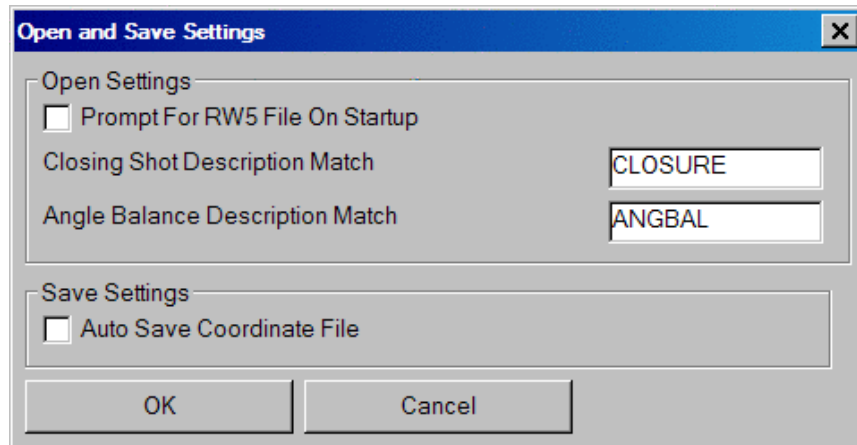 Open and Save Settings
Open Settings
Prompt For RW5 File On Startup
Closing Shot Description Match CLOSURE
Angle Balance Description Match ANGBAL
Save Settings
Auto Save Coordinate File
OK Cancel